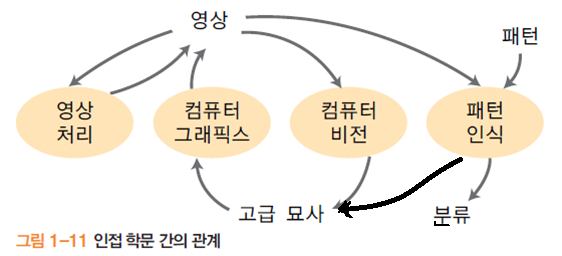 영상
패턴
영상
처리
컴퓨터
그래픽스
컴퓨터
비전
패턴
인식
고급 묘사
분류
그림 1-11 인접 학문 간의 관계